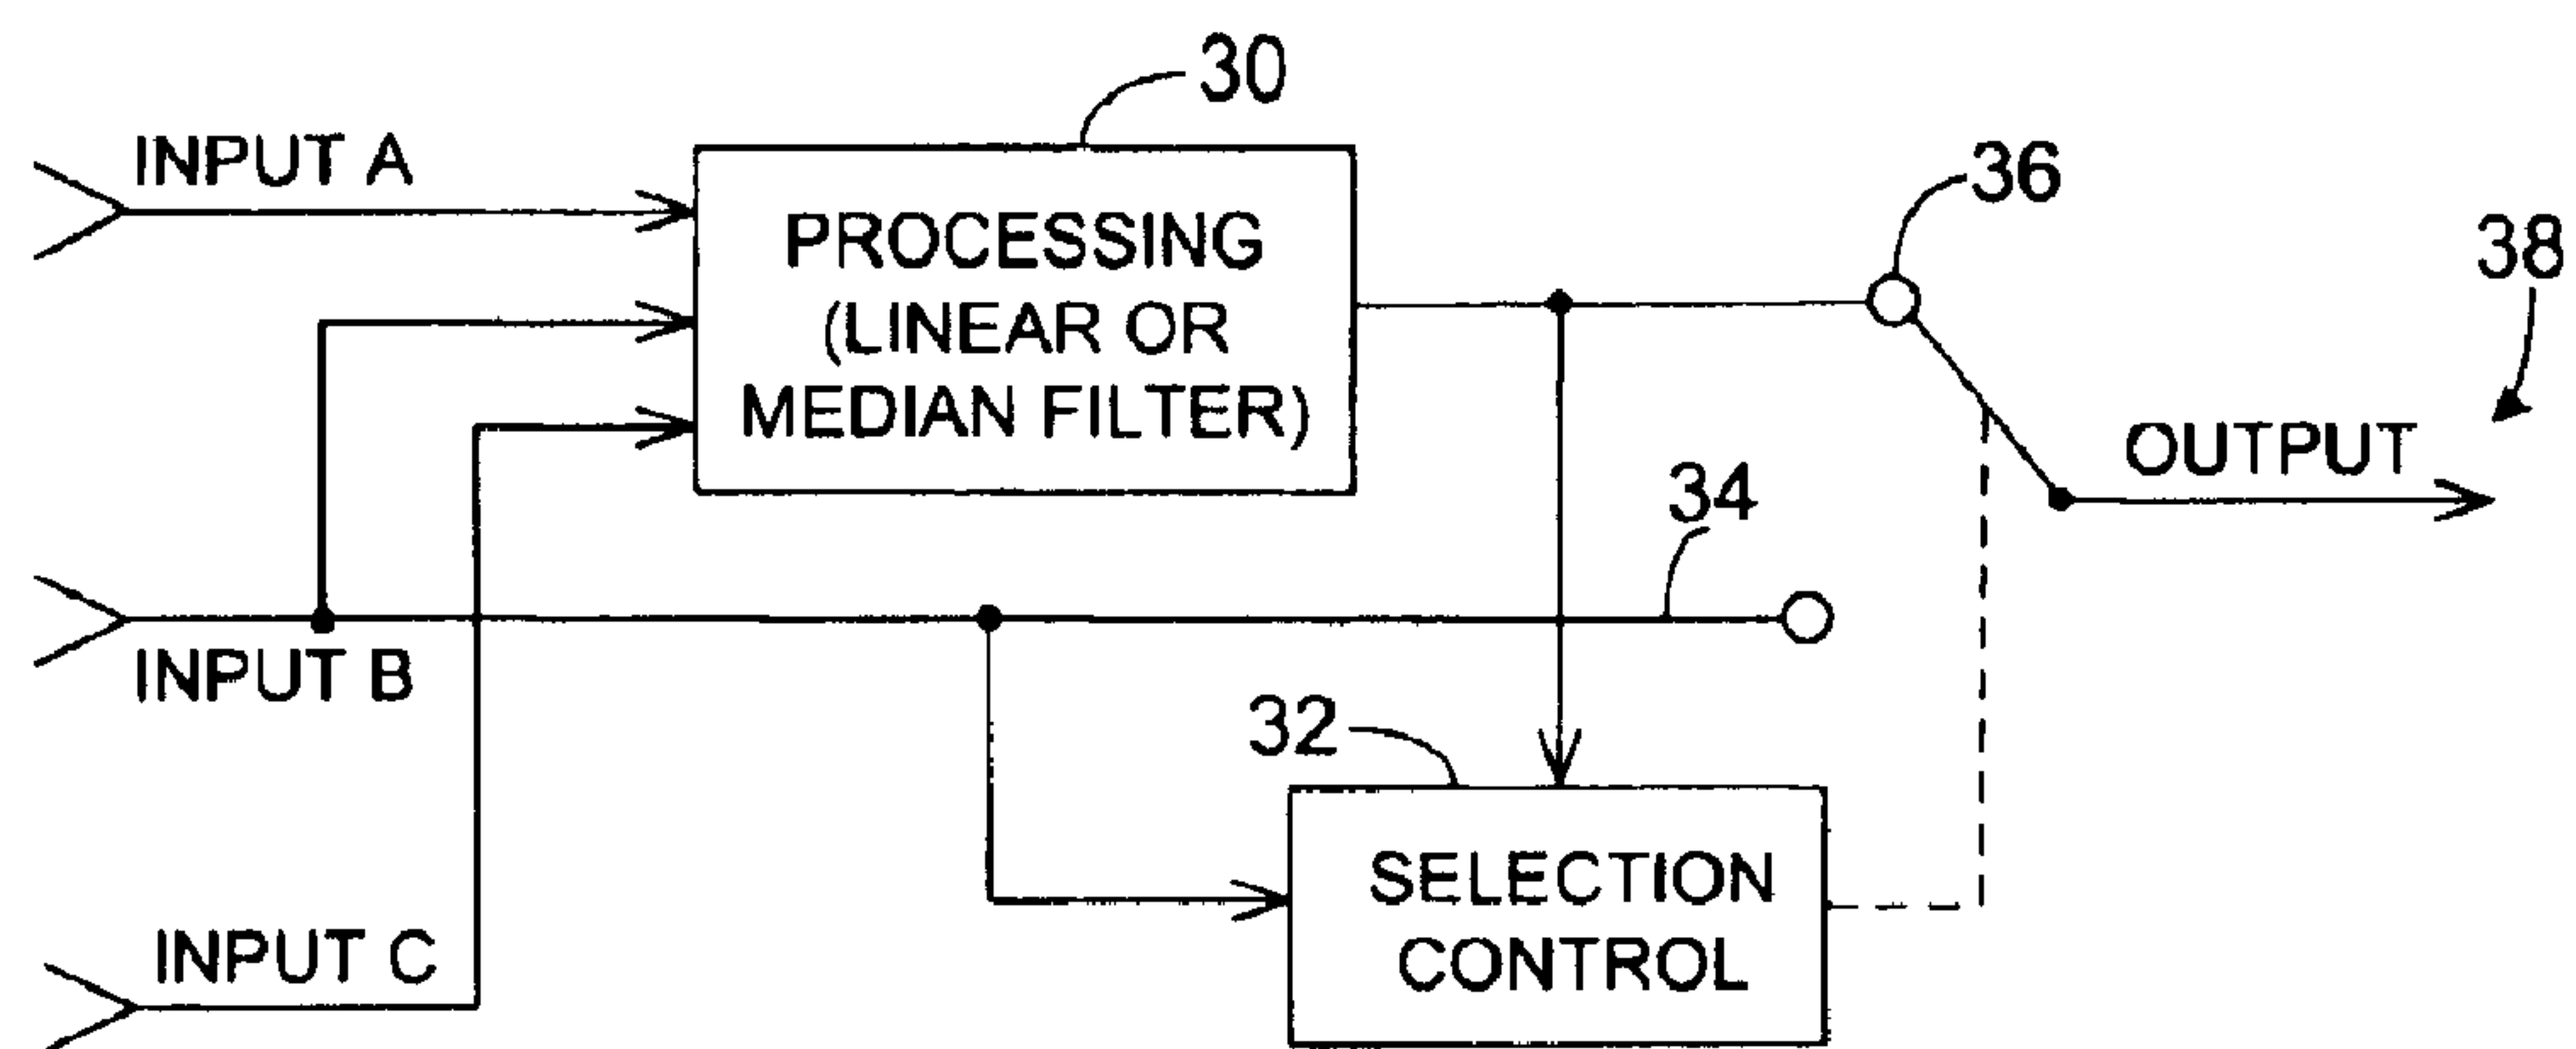 30
INPUT A
36
PROCESSING
(LINEAR OR
MEDIAN FILTER)
38
OUTPUT
34
INPUT B
32
SELECTION
CONTROL
INPUT C